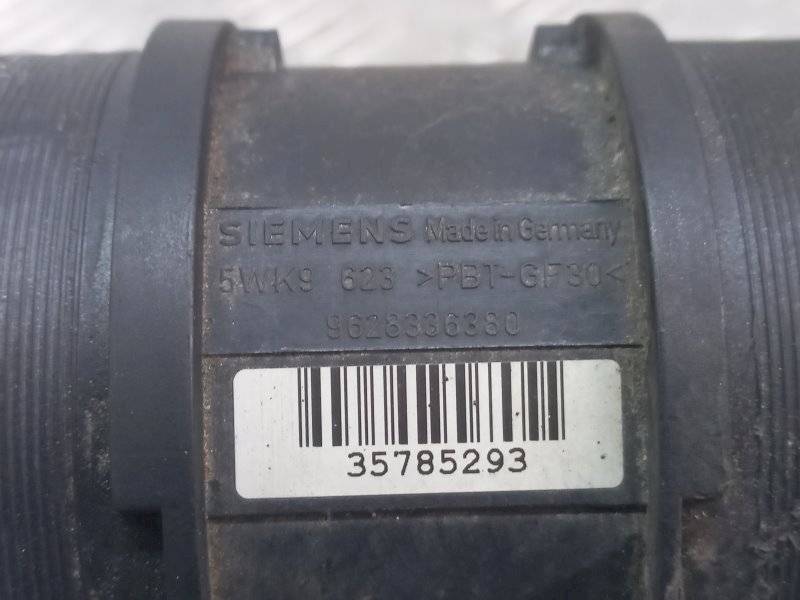 SIEMENS Made in Germany
5WK9 623 >PBT-GF30<
9628336380
35785293